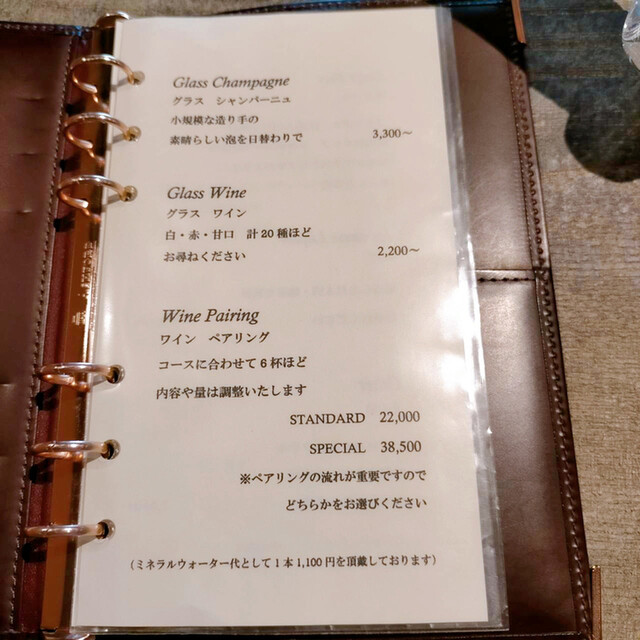 Glass Champagne
グラス　シャンパーニュ
小規模な造り手の
素晴らしい泡を日替わりで　3,300～
Glass Wine
グラス　ワイン
白・赤・甘口　計20種ほど
お尋ねください　2,200～
Wine Pairing
ワイン　ペアリング
コースに合わせて6杯ほど
内容や量は調整いたします
STANDARD　22,000
SPECIAL　38,500
※ペアリングの流れが重要ですので
どちらかをお選びください
（ミネラルウォーター代として1本1,100円を頂戴しております）